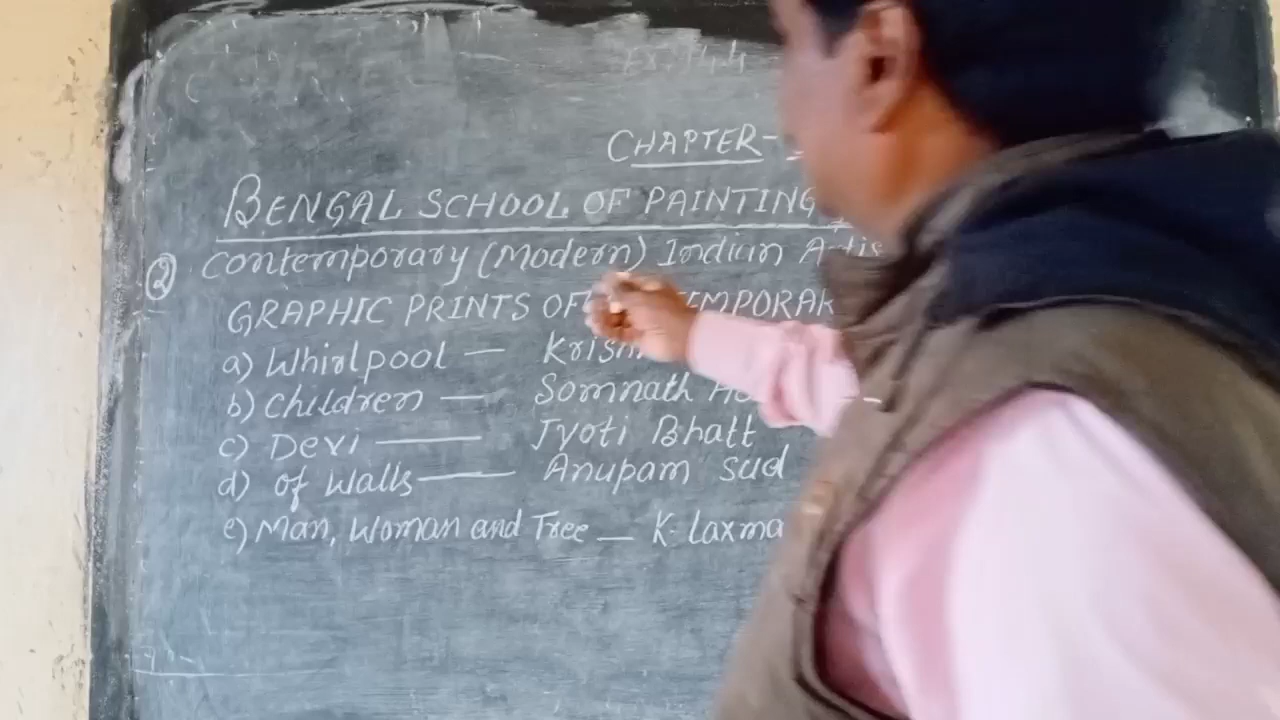 Ex. 14.4
CHAPTER-
BENGAL SCHOOL OF PAINTING
② Contemporary (Modern) Indian
GRAPHIC PRINTS OF
a) Whirlpool —
b) Children — Somnath
c) Devi — Jyoti Bhatt
d) of Walls — Anupam Sud
e) Man, Woman and Tree — K. Laxma